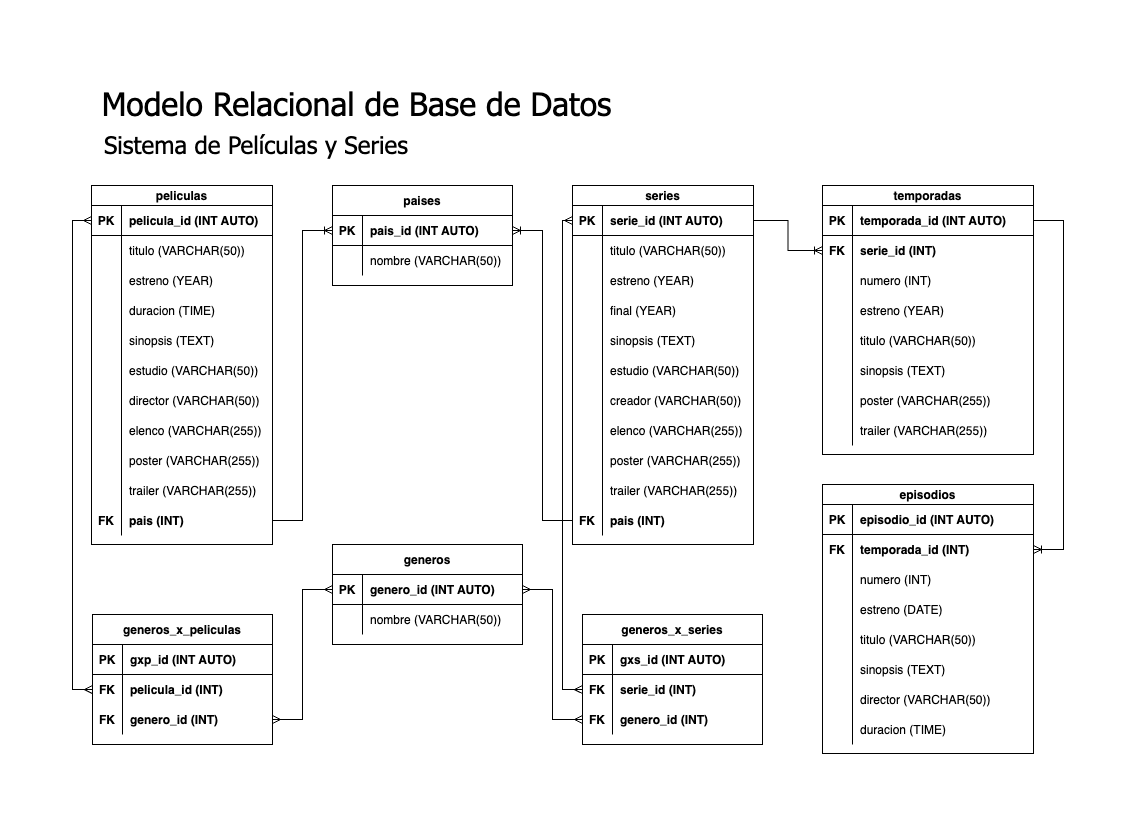 Modelo Relacional de Base de Datos
Sistema de Películas y Series
peliculas
PK pelicula_id (INT AUTO)
titulo (VARCHAR(50))
estreno (YEAR)
duracion (TIME)
sinopsis (TEXT)
estudio (VARCHAR(50))
director (VARCHAR(50))
elenco (VARCHAR(255))
poster (VARCHAR(255))
trailer (VARCHAR(255))
FK pais (INT)
paises
PK pais_id (INT AUTO)
nombre (VARCHAR(50))
series
PK serie_id (INT AUTO)
titulo (VARCHAR(50))
estreno (YEAR)
final (YEAR)
sinopsis (TEXT)
estudio (VARCHAR(50))
creador (VARCHAR(50))
elenco (VARCHAR(255))
poster (VARCHAR(255))
trailer (VARCHAR(255))
FK pais (INT)
temporadas
PK temporada_id (INT AUTO)
FK serie_id (INT)
numero (INT)
estreno (YEAR)
titulo (VARCHAR(50))
sinopsis (TEXT)
poster (VARCHAR(255))
trailer (VARCHAR(255))
generos_x_peliculas
PK gxp_id (INT AUTO)
FK pelicula_id (INT)
FK genero_id (INT)
generos
PK genero_id (INT AUTO)
nombre (VARCHAR(50))
generos_x_series
PK gxs_id (INT AUTO)
FK serie_id (INT)
FK genero_id (INT)
episodios
PK episodio_id (INT AUTO)
FK temporada_id (INT)
numero (INT)
estreno (DATE)
titulo (VARCHAR(50))
sinopsis (TEXT)
director (VARCHAR(50))
duracion (TIME)